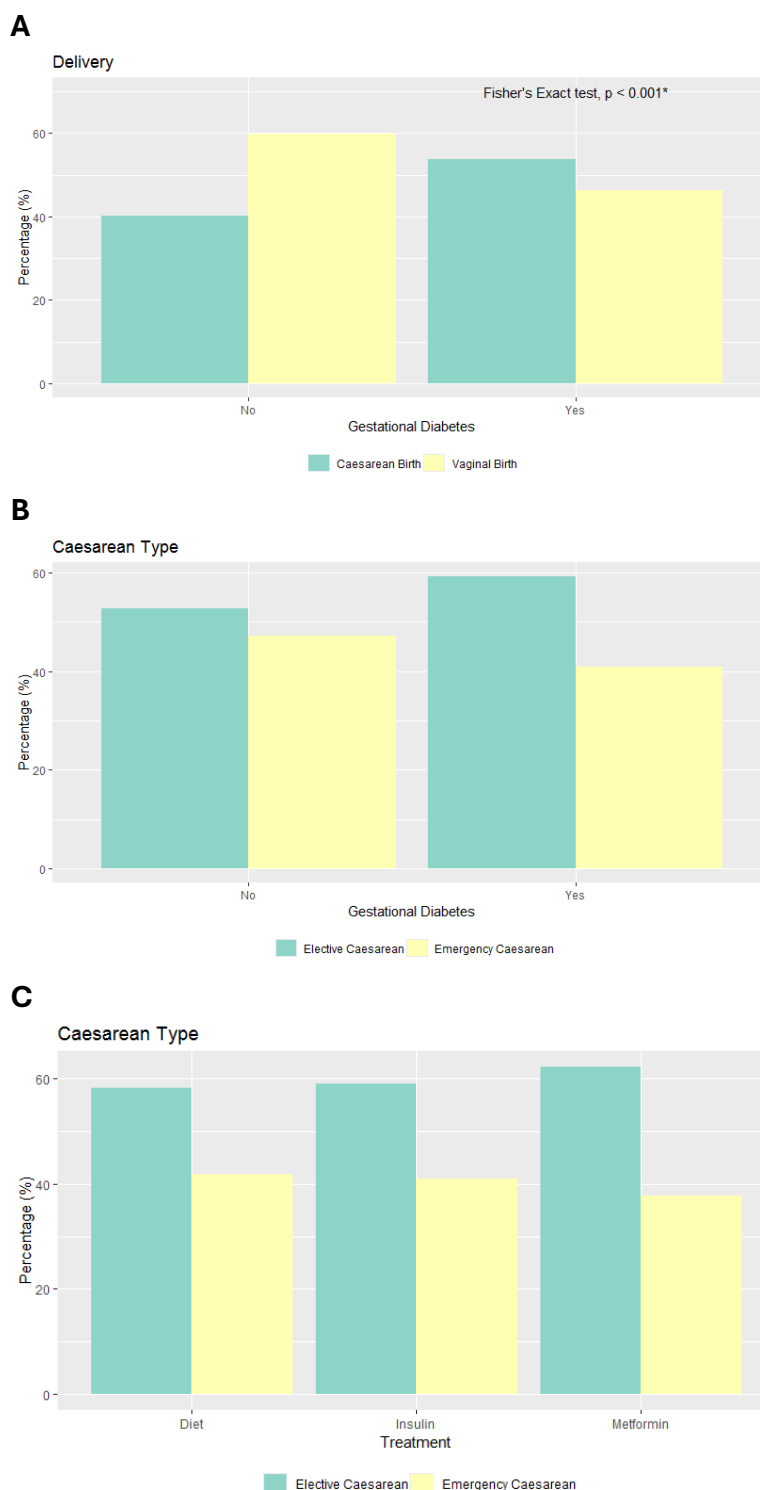 A
Delivery
Fisher's Exact test, p < 0.001*
Percentage (%)
60
40
20
0
No Yes
Gestational Diabetes
Caesarean Birth Vaginal Birth
B
Caesarean Type
Percentage (%)
60
40
20
0
No Yes
Gestational Diabetes
Elective Caesarean Emergency Caesarean
C
Caesarean Type
Percentage (%)
60
40
20
0
Diet Insulin Metformin
Treatment
Elective Caesarean Emergency Caesarean